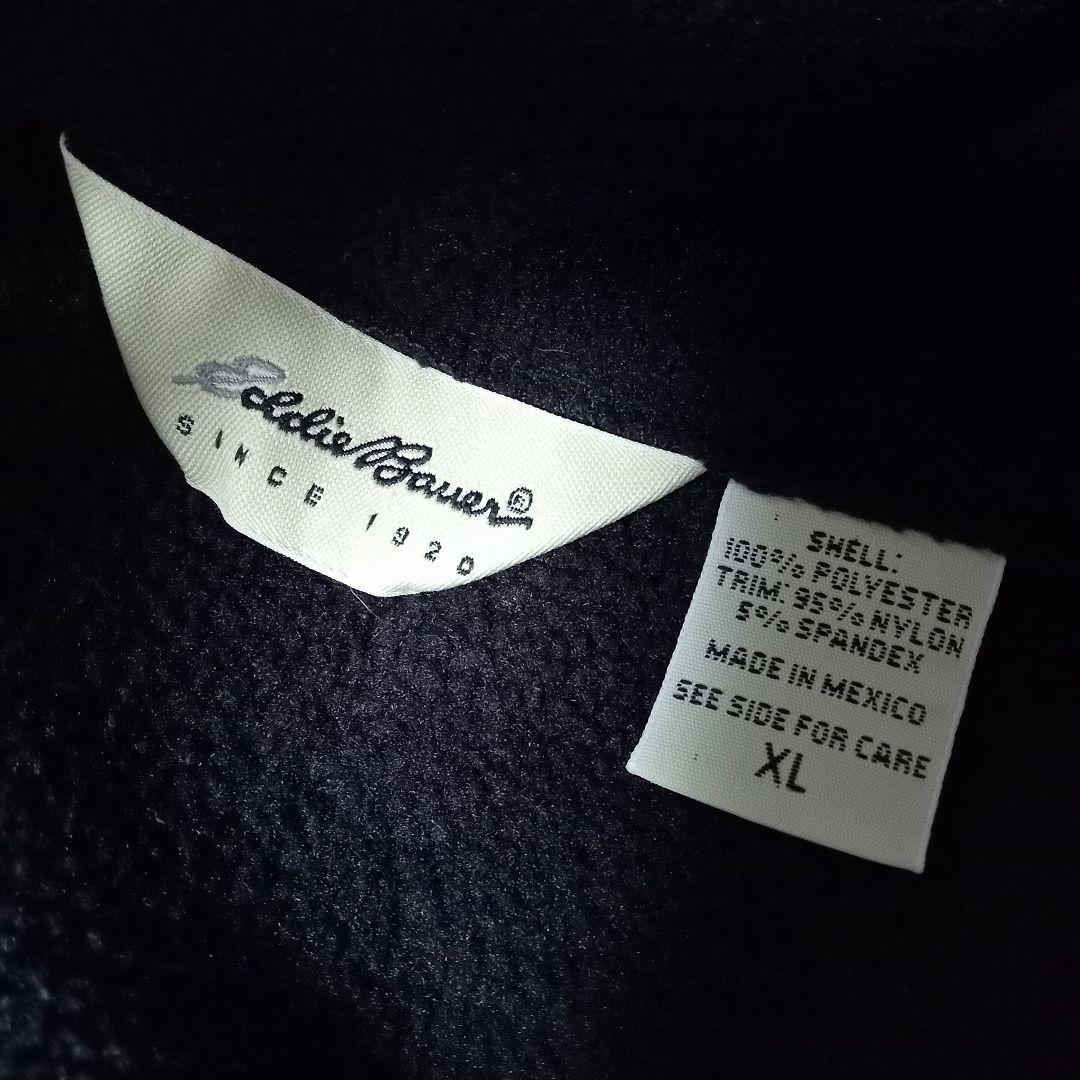 Eddie Bauer®
SINCE 1920
SHELL:
100% POLYESTER
TRIM: 95% NYLON
5% SPANDEX
MADE IN MEXICO
SEE SIDE FOR CARE
XL